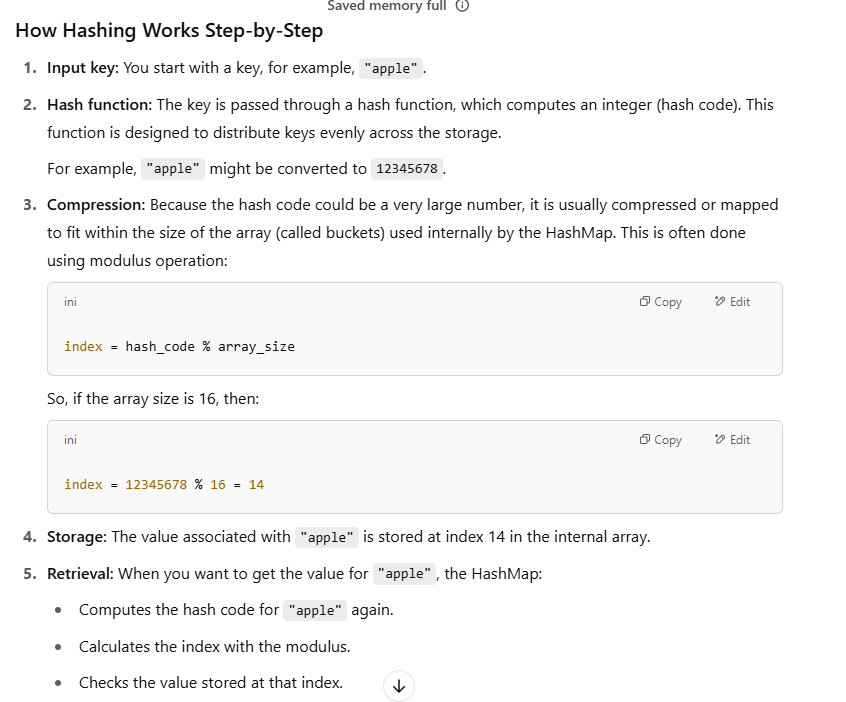 Saved memory full
How Hashing Works Step-by-Step
1. Input key: You start with a key, for example, "apple".
2. Hash function: The key is passed through a hash function, which computes an integer (hash code). This
function is designed to distribute keys evenly across the storage.
For example, "apple" might be converted to 12345678.
3. Compression: Because the hash code could be a very large number, it is usually compressed or mapped
to fit within the size of the array (called buckets) used internally by the HashMap. This is often done
using modulus operation:
ini Copy Edit
index = hash_code % array_size
So, if the array size is 16, then:
ini Copy Edit
index = 12345678 % 16 = 14
4. Storage: The value associated with "apple" is stored at index 14 in the internal array.
5. Retrieval: When you want to get the value for "apple", the HashMap:
• Computes the hash code for "apple" again.
• Calculates the index with the modulus.
• Checks the value stored at that index.